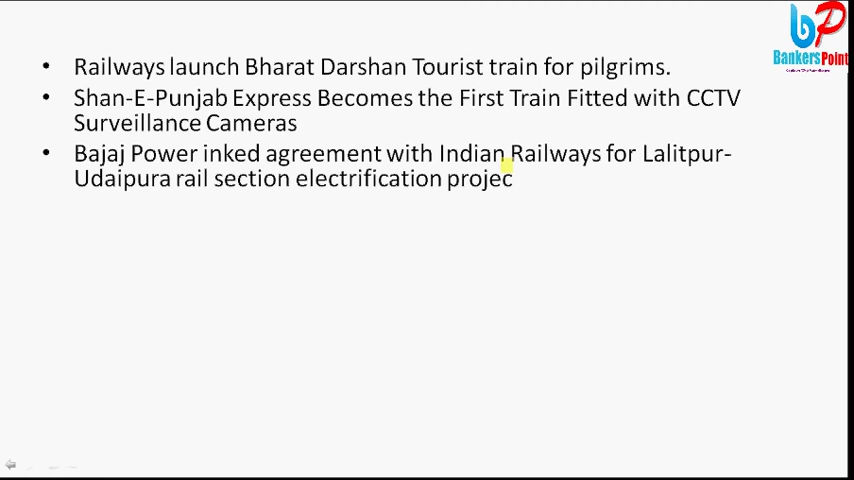 bp
BankersPoint
• Railways launch Bharat Darshan Tourist train for pilgrims.
• Shan-E-Punjab Express Becomes the First Train Fitted with CCTV
Surveillance Cameras
• Bajaj Power inked agreement with Indian Railways for Lalitpur-
Udaipura rail section electrification projec